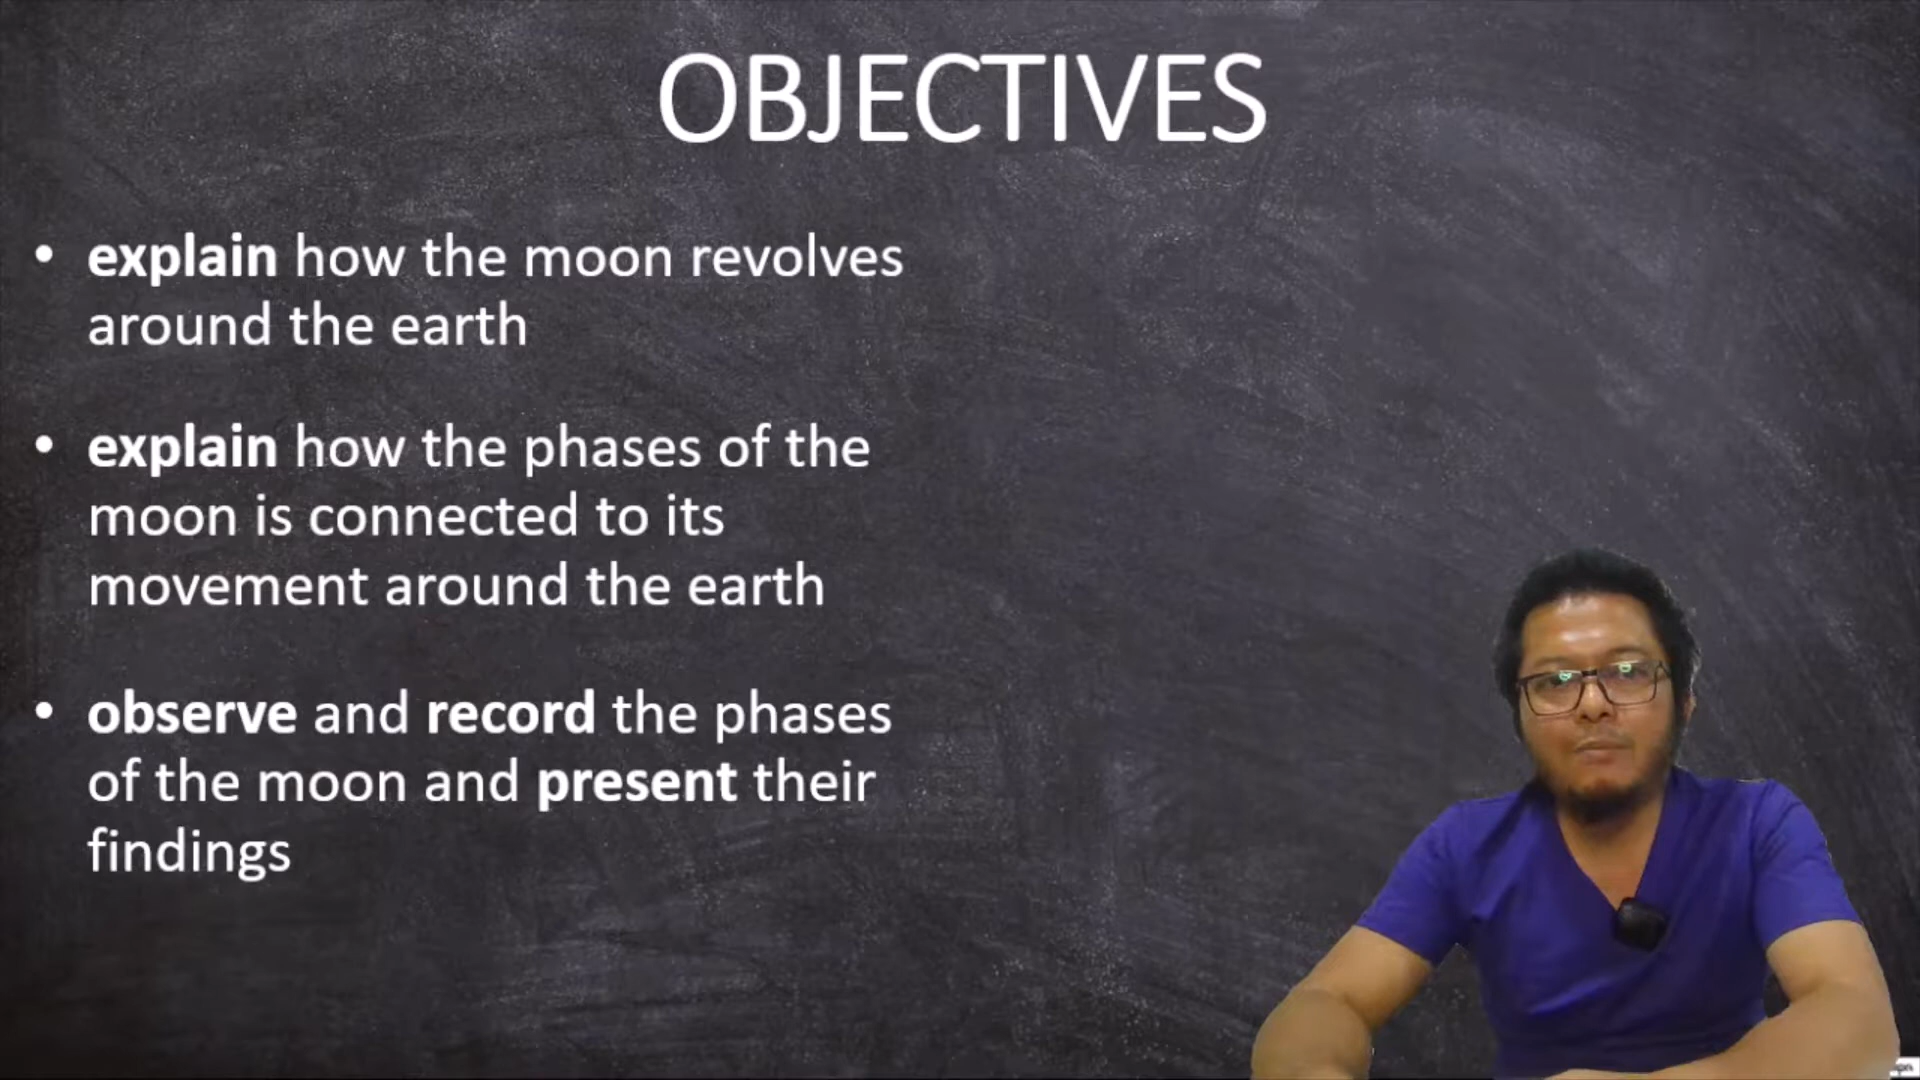 OBJECTIVES
• explain how the moon revolves
around the earth
• explain how the phases of the
moon is connected to its
movement around the earth
• observe and record the phases
of the moon and present their
findings